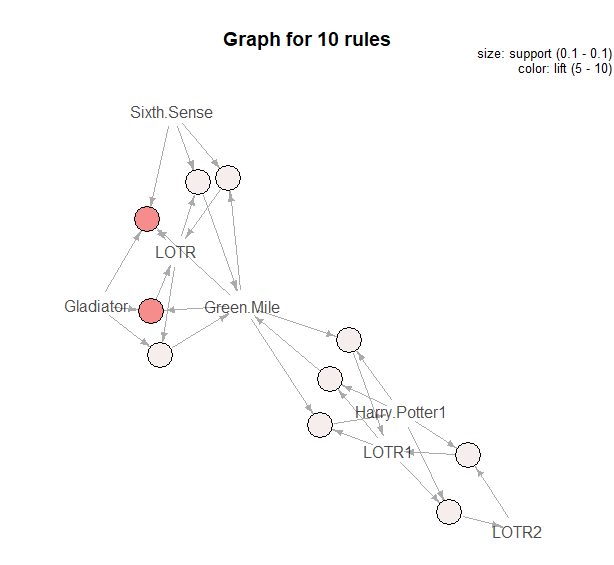 Graph for 10 rules
size: support (0.1 - 0.1)
color: lift (5 - 10)
Sixth.Sense
LOTR
Gladiator
Green.Mile
Harry.Potter1
LOTR1
LOTR2